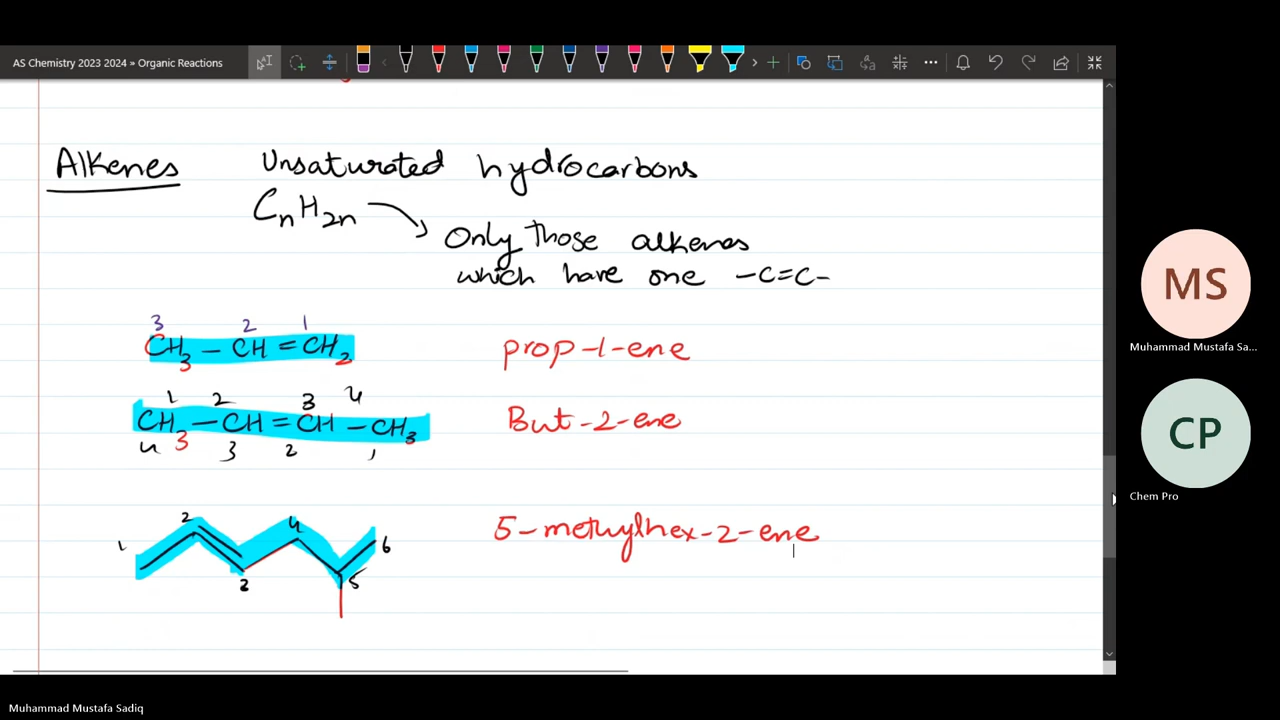 AS Chemistry 2023 2024 » Organic Reactions
Alkenes Unsaturated hydrocarbons
CnH2n
Only those alkenes
which have one -C=C-
3 2 1
CH3 - CH = CH2 prop-1-ene
1 2 3 4
CH3 - CH = CH - CH3 But-2-ene
4 3 2 1
1 2 3 4 5 6
5-methylhex-2-ene
MS
Muhammad Mustafa Sa...
CP
Chem Pro
Muhammad Mustafa Sadiq